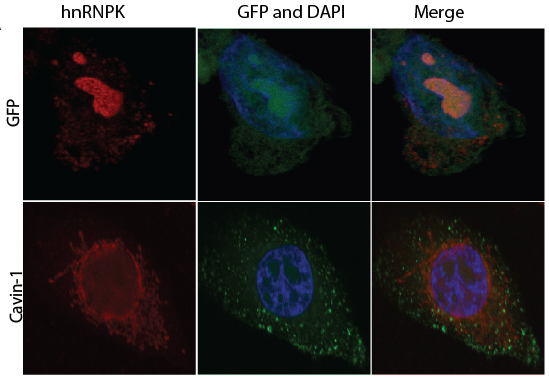 hnRNPK GFP and DAPI Merge
GFP
Cavin-1